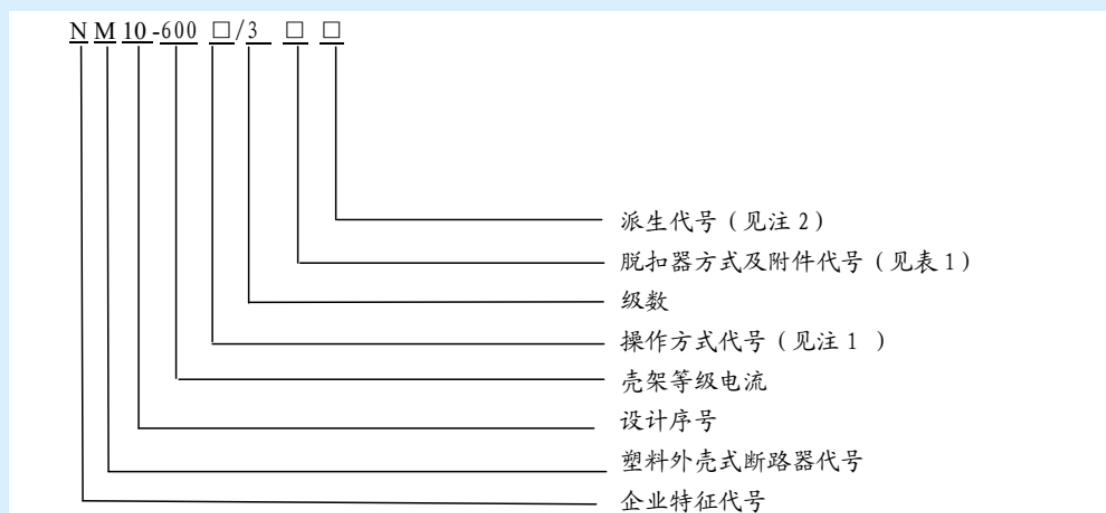 NM10-600□/3 □ □
派生代号（见注2）
脱扣器方式及附件代号（见表1）
级数
操作方式代号（见注1 ）
壳架等级电流
设计序号
塑料外壳式断路器代号
企业特征代号